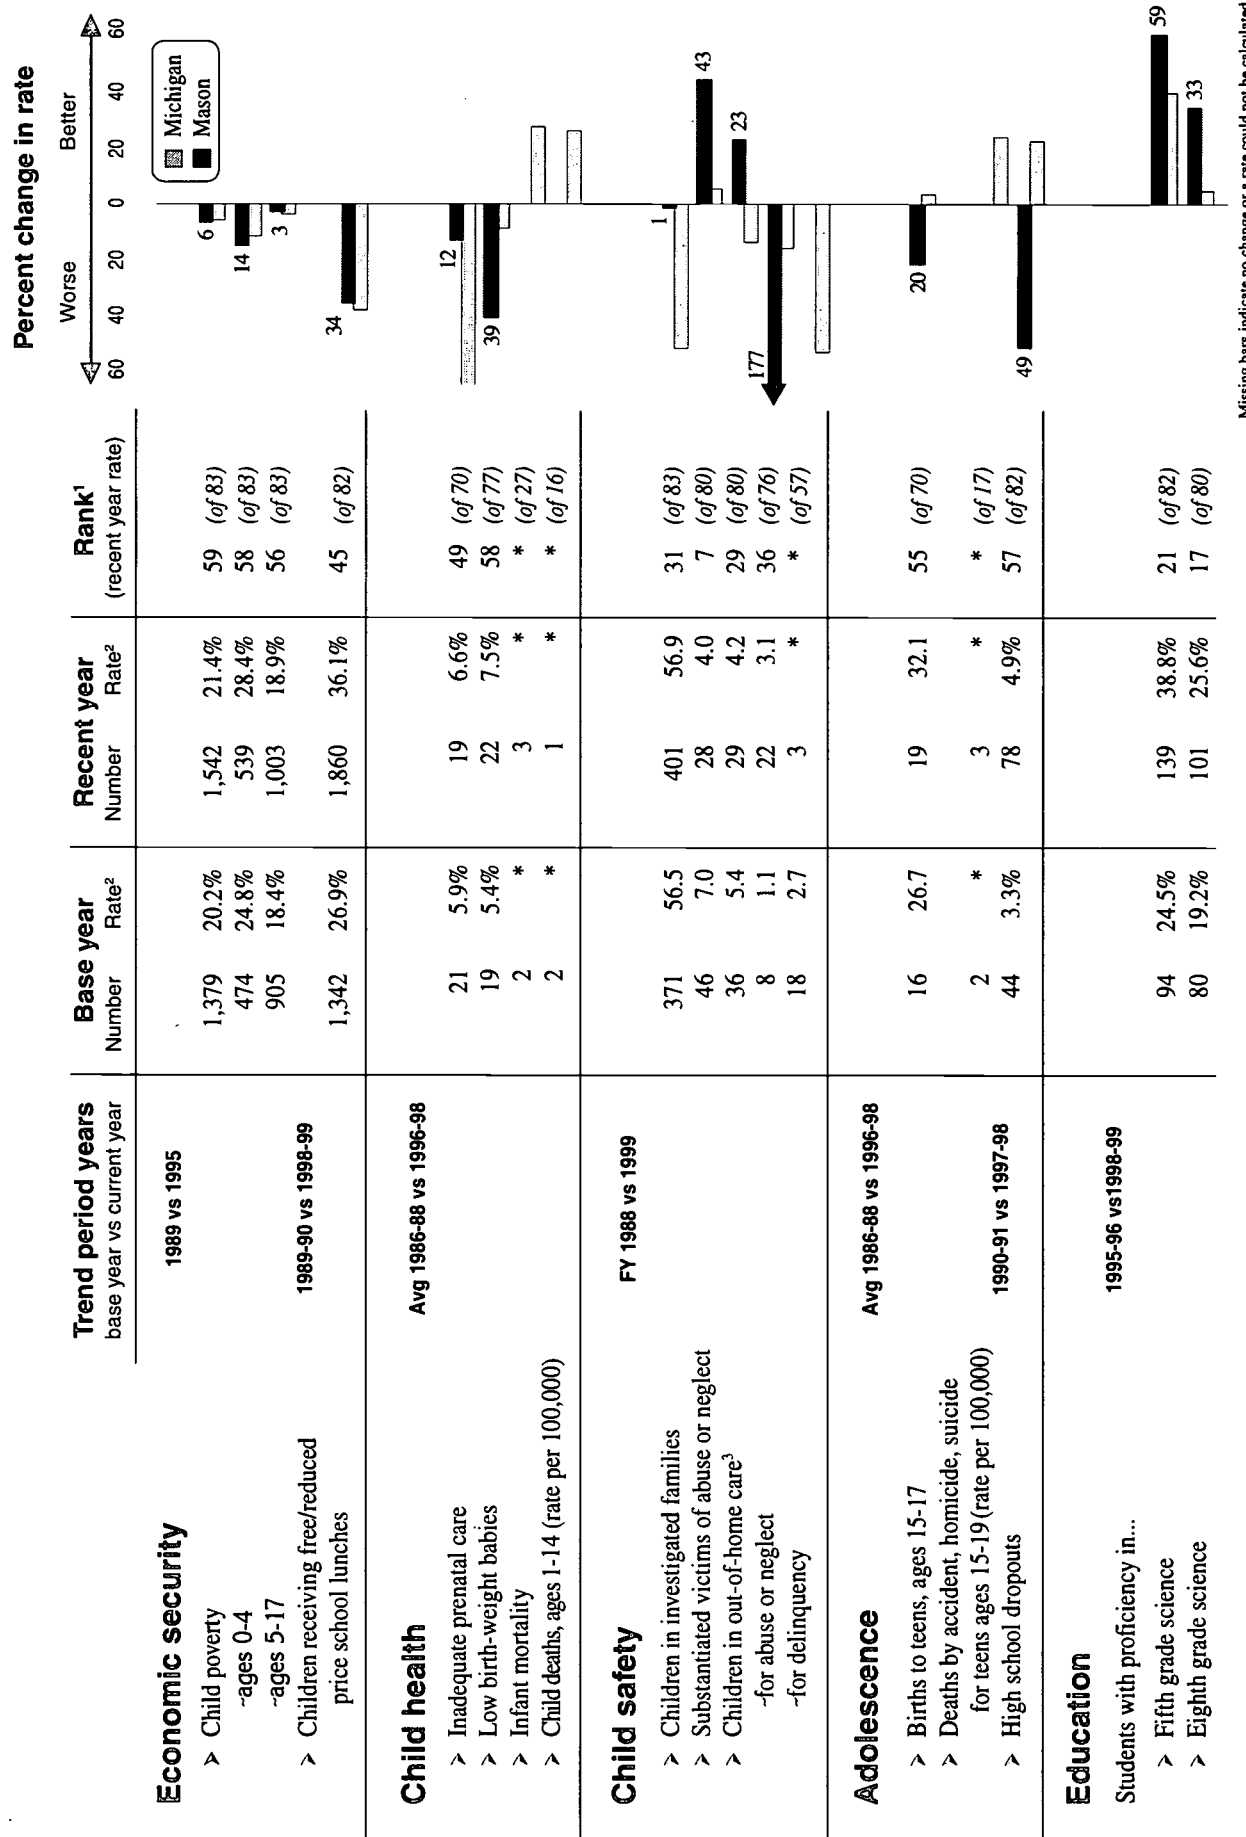 Percent change in rate
Worse Better
60 40 20 0 20 40 60
Michigan
Mason
Trend period years Base year Recent year Rank¹
base year vs current year Number Rate² Number Rate² (recent year rate)
Economic security
1989 vs 1995
➤ Child poverty 1,379 20.2% 1,542 21.4% 59 (of 83) 6
~ages 0-4 474 24.8% 539 28.4% 58 (of 83) 14
~ages 5-17 905 18.4% 1,003 18.9% 56 (of 83) 3
➤ Children receiving free/reduced 1989-90 vs 1998-99
price school lunches 1,342 26.9% 1,860 36.1% 45 (of 82) 34
Child health Avg 1986-88 vs 1996-98
➤ Inadequate prenatal care 21 5.9% 19 6.6% 49 (of 70) 12
➤ Low birth-weight babies 19 5.4% 22 7.5% 58 (of 77) 39
➤ Infant mortality 2 * 3 * * (of 27)
➤ Child deaths, ages 1-14 (rate per 100,000) 2 * 1 * * (of 16)
Child safety FY 1988 vs 1999
➤ Children in investigated families 371 56.5 401 56.9 31 (of 83) 1
➤ Substantiated victims of abuse or neglect 46 7.0 28 4.0 7 (of 80) 43
➤ Children in out-of-home care³ 36 5.4 29 4.2 29 (of 80) 23
~for abuse or neglect 8 1.1 22 3.1 36 (of 76) 177
~for delinquency 18 2.7 3 * * (of 57)
Adolescence Avg 1986-88 vs 1996-98
➤ Births to teens, ages 15-17 16 26.7 19 32.1 55 (of 70) 20
➤ Deaths by accident, homicide, suicide
for teens ages 15-19 (rate per 100,000) 2 * 3 * * (of 17)
➤ High school dropouts 1990-91 vs 1997-98 44 3.3% 78 4.9% 57 (of 82) 49
Education
Students with proficiency in... 1995-96 vs1998-99
➤ Fifth grade science 94 24.5% 139 38.8% 21 (of 82) 59
➤ Eighth grade science 80 19.2% 101 25.6% 17 (of 80) 33
Missing bars indicate no change or a rate could not be calculated